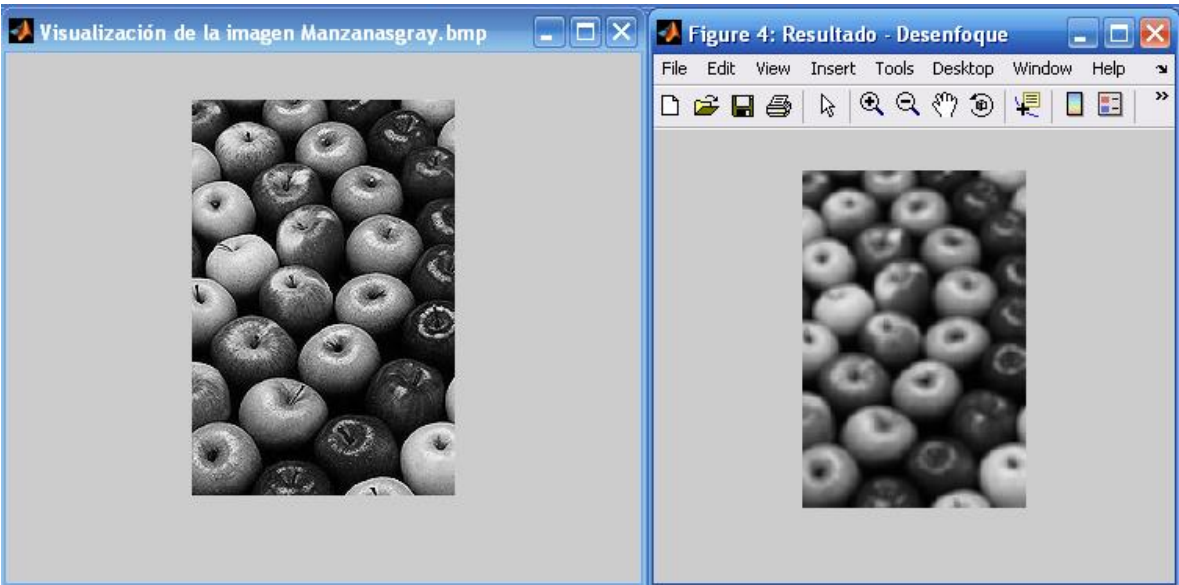 Visualización de la imagen Manzanasgray.bmp
Figure 4: Resultado - Desenfoque
File Edit View Insert Tools Desktop Window Help